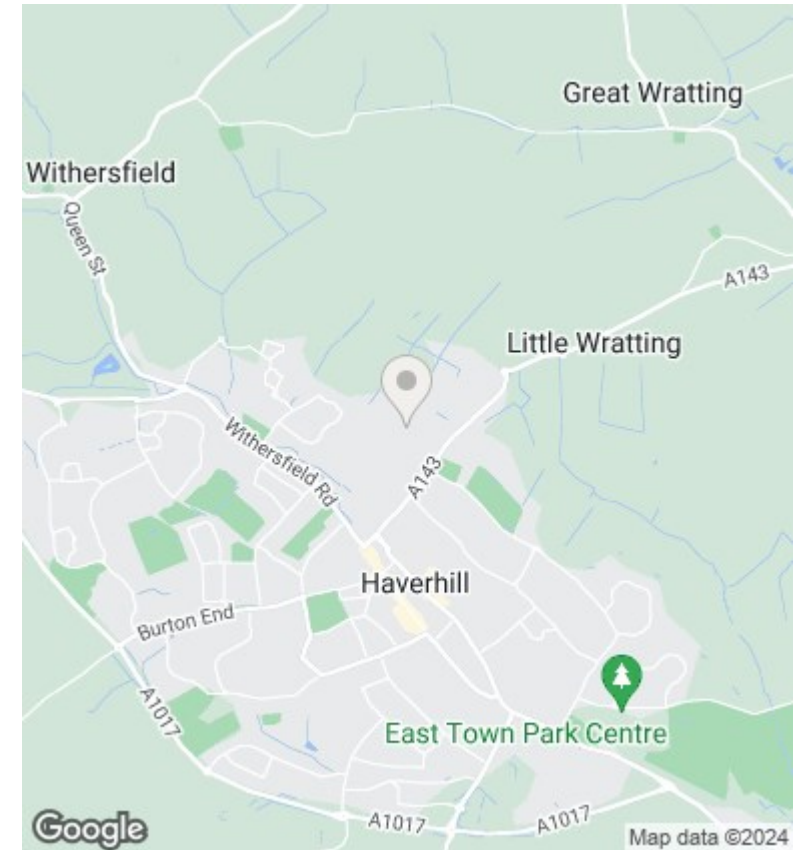 Great Wratting
Withersfield
Queen St
A143
Little Wratting
Withersfield Rd
A143
Haverhill
Burton End
A1017
East Town Park Centre
A1017
A1017
Google
Map data ©2024